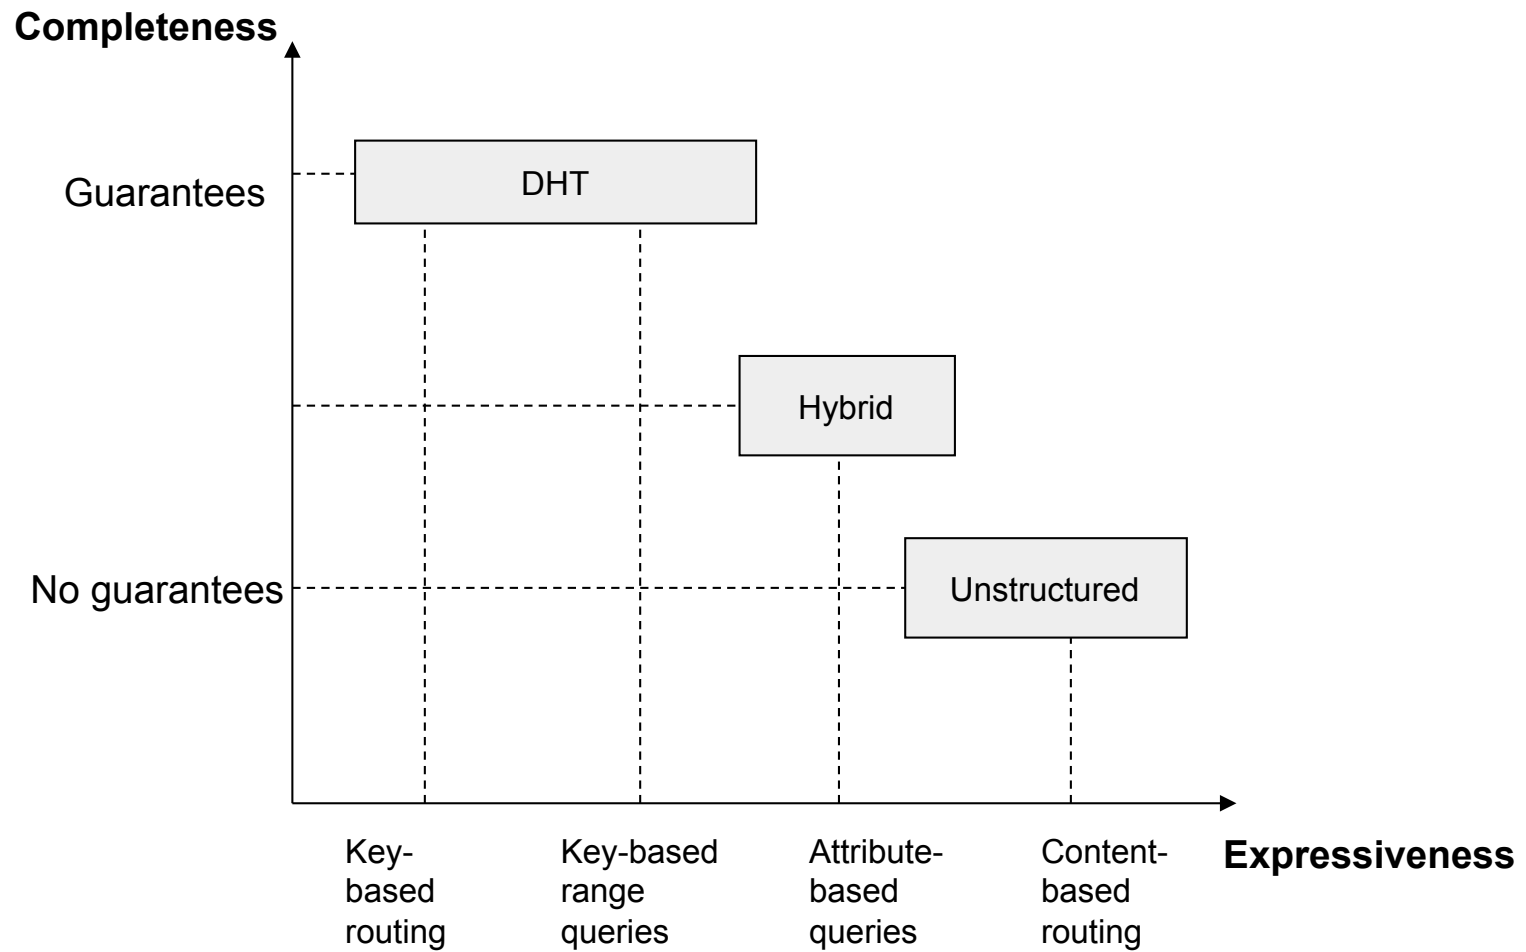 Completeness
Guarantees
DHT
Hybrid
No guarantees
Unstructured
Key-
based
routing
Key-based
range
queries
Attribute-
based
queries
Content-
based
routing
Expressiveness